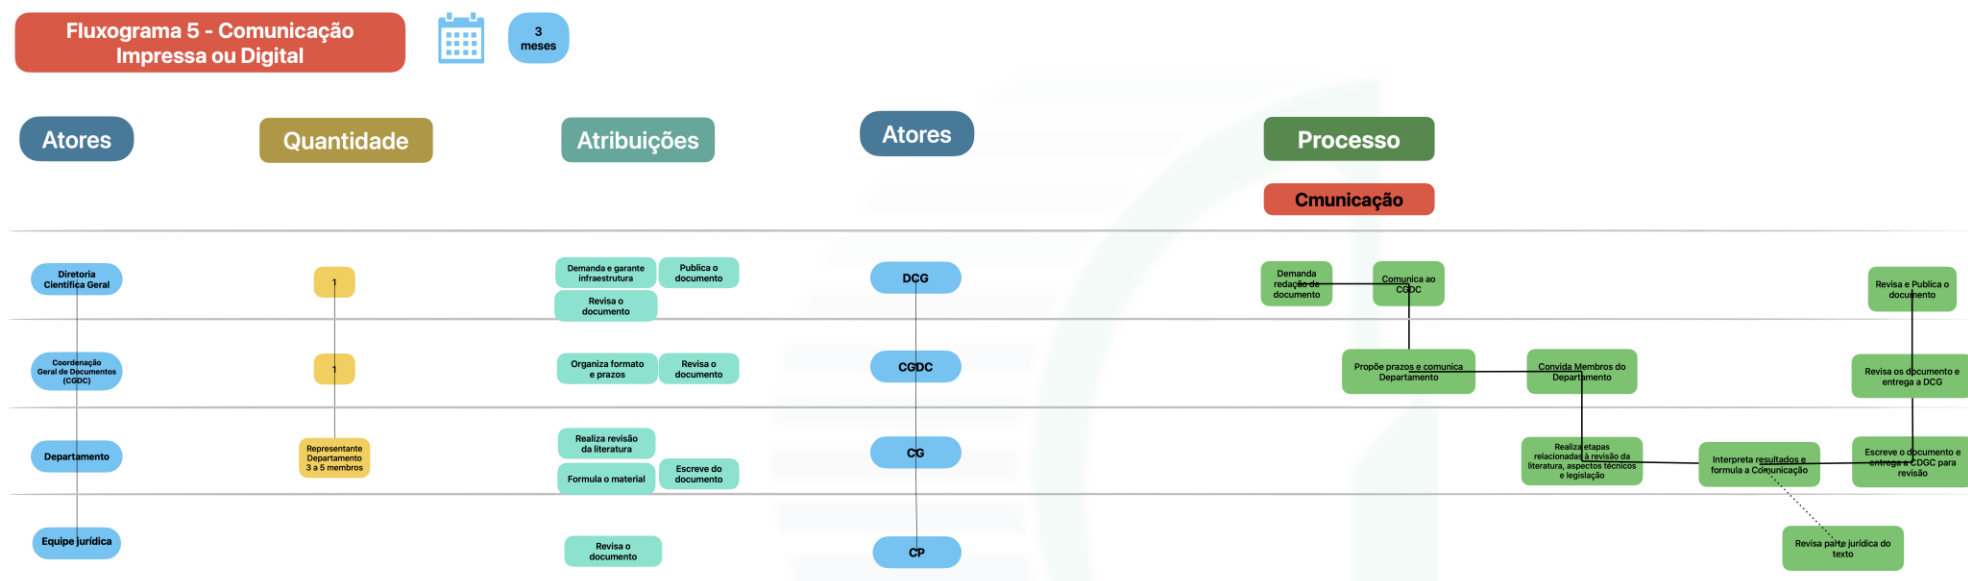 Fluxograma 5 - Comunicação
Impressa ou Digital
3
meses
Atores
Quantidade
Atribuições
Atores
Processo
Cmunicação
Diretoria
Científica Geral
1
Demanda e garante
infraestrutura
Publica o
documento
Revisa o
documento
DCG
Demanda
redação de
documento
Comunica ao
CGDC
Revisa e Publica o
documento
Coordenação
Geral de Documentos
(CGDC)
1
Organiza formato
e prazos
Revisa o
documento
CGDC
Propõe prazos e comunica
Departamento
Convida Membros do
Departamento
Revisa os documento e
entrega a DCG
Departamento
Representante
Departamento
3 a 5 membros
Realiza revisão
da literatura
Formula o material
Escreve do
documento
CG
Realiza etapas
relacionadas à revisão da
literatura, aspectos técnicos
e legislação
Interpreta resultados e
formula a Comunicação
Escreve o documento e
entrega a CDGC para
revisão
Equipe jurídica
Revisa o
documento
CP
Revisa parte jurídica do
texto